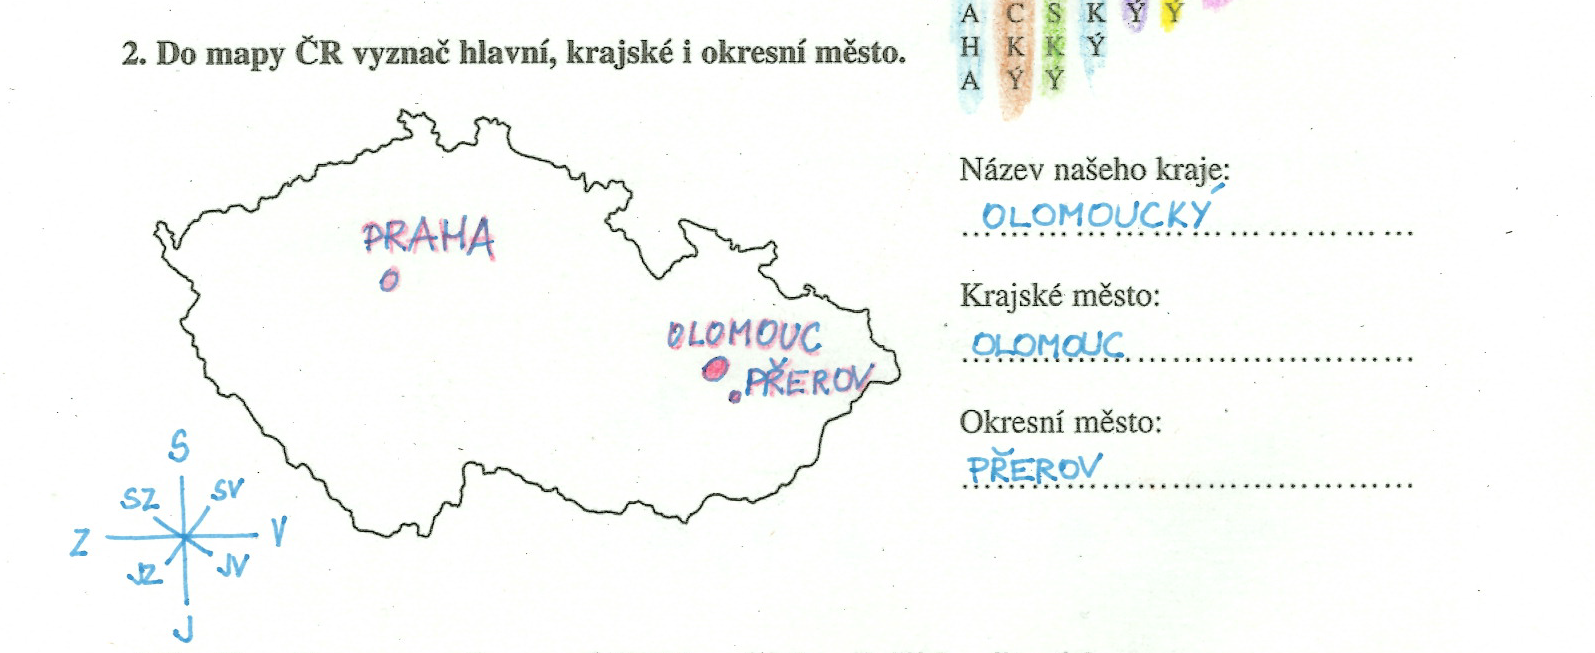 A C S K Ý Ý
H K K Ý
A Ý Ý
2. Do mapy ČR vyznač hlavní, krajské i okresní město.
PRAHA
OLOMOUC
PŘEROV
S
SZ SV
Z V
JZ JV
J
Název našeho kraje:
OLOMOUCKÝ
Krajské město:
OLOMOUC
Okresní město:
PŘEROV